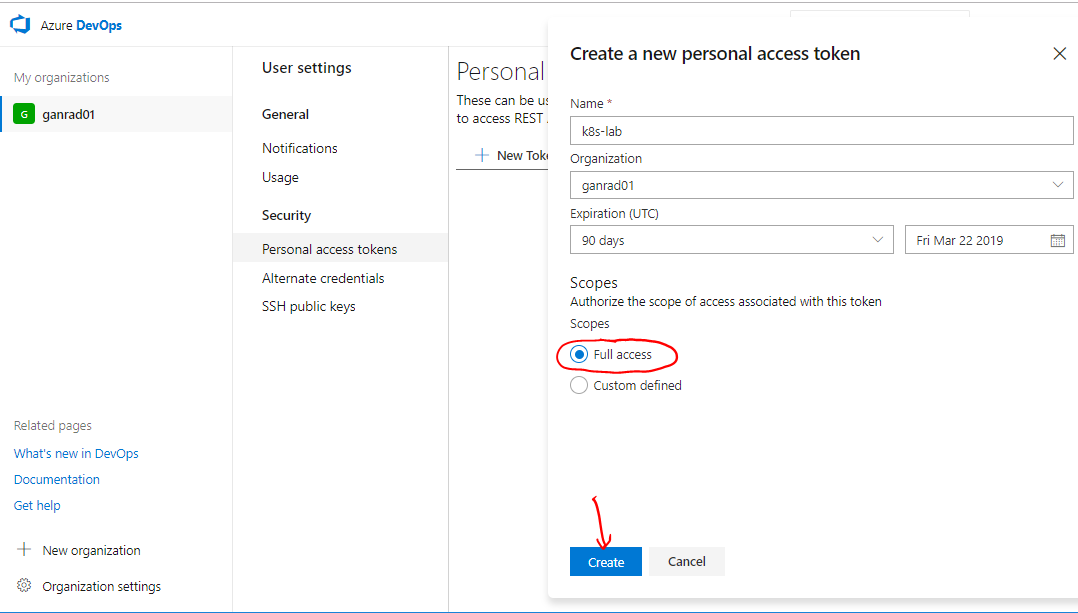 Azure DevOps
My organizations
G ganrad01
Related pages
What's new in DevOps
Documentation
Get help
New organization
Organization settings
User settings
General
Notifications
Usage
Security
Personal access tokens
Alternate credentials
SSH public keys
Personal
These can be
to access REST
New
Create a new personal access token
Name *
k8s-lab
Organization
ganrad01
Expiration (UTC)
90 days
Fri Mar 22 2019
Scopes
Authorize the scope of access associated with this token
Scopes
Full access
Custom defined
Create
Cancel